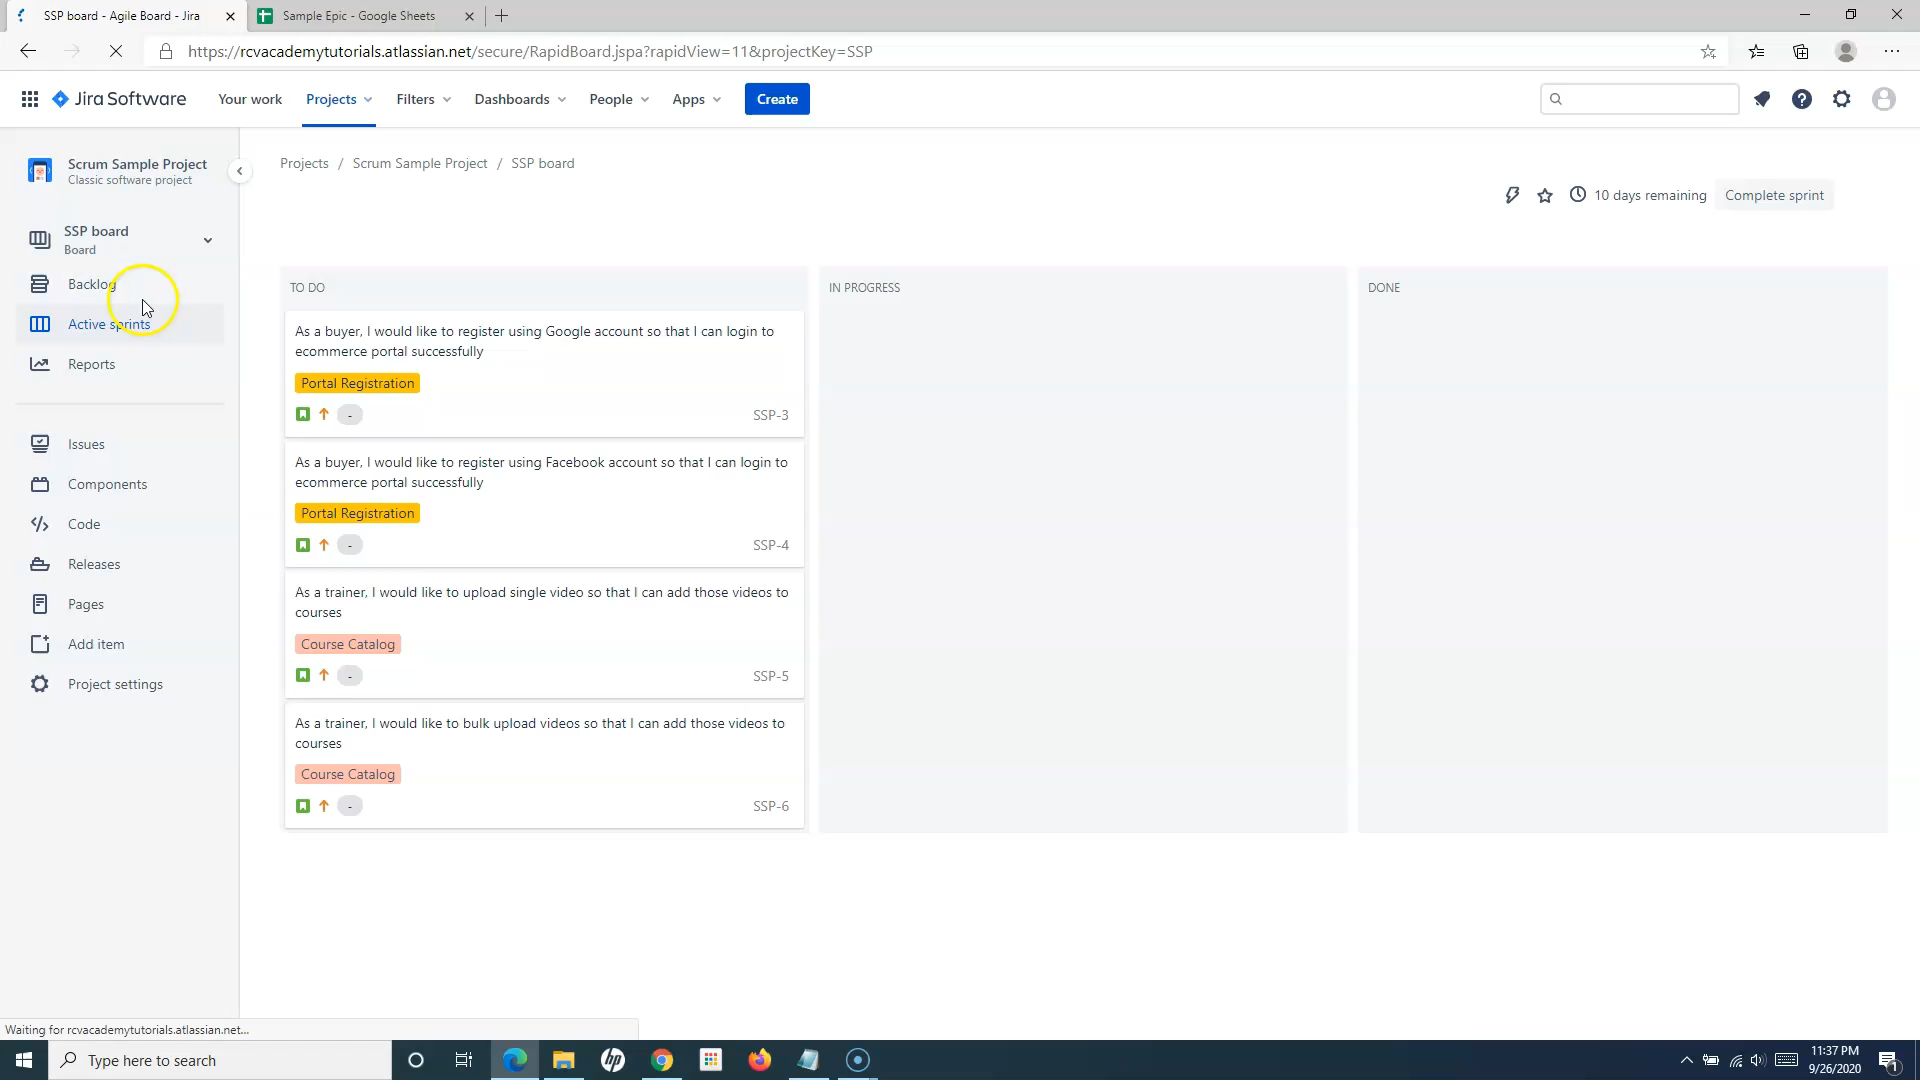 SSP board - Agile Board - Jira
Sample Epic - Google Sheets
https://rcvacademytutorials.atlassian.net/secure/RapidBoard.jspa?rapidView=11&projectKey=SSP
Jira Software
Your work
Projects
Filters
Dashboards
People
Apps
Create
Scrum Sample Project
Classic software project
SSP board
Board
Backlog
Active sprints
Reports
Issues
Components
Code
Releases
Pages
Add item
Project settings
Projects / Scrum Sample Project / SSP board
10 days remaining
Complete sprint
TO DO
As a buyer, I would like to register using Google account so that I can login to
ecommerce portal successfully
Portal Registration
-
SSP-3
As a buyer, I would like to register using Facebook account so that I can login to
ecommerce portal successfully
Portal Registration
-
SSP-4
As a trainer, I would like to upload single video so that I can add those videos to
courses
Course Catalog
-
SSP-5
As a trainer, I would like to bulk upload videos so that I can add those videos to
courses
Course Catalog
-
SSP-6
IN PROGRESS
DONE
Waiting for rcvacademytutorials.atlassian.net...
Type here to search
hp
11:37 PM
9/26/2020
1